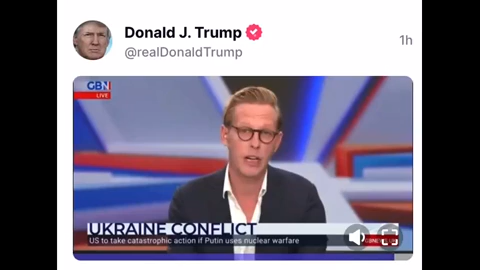 Donald J. Trump
@realDonaldTrump
1h
GBN
LIVE
UKRAINE CONFLICT
US to take catastrophic action if Putin uses nuclear warfare